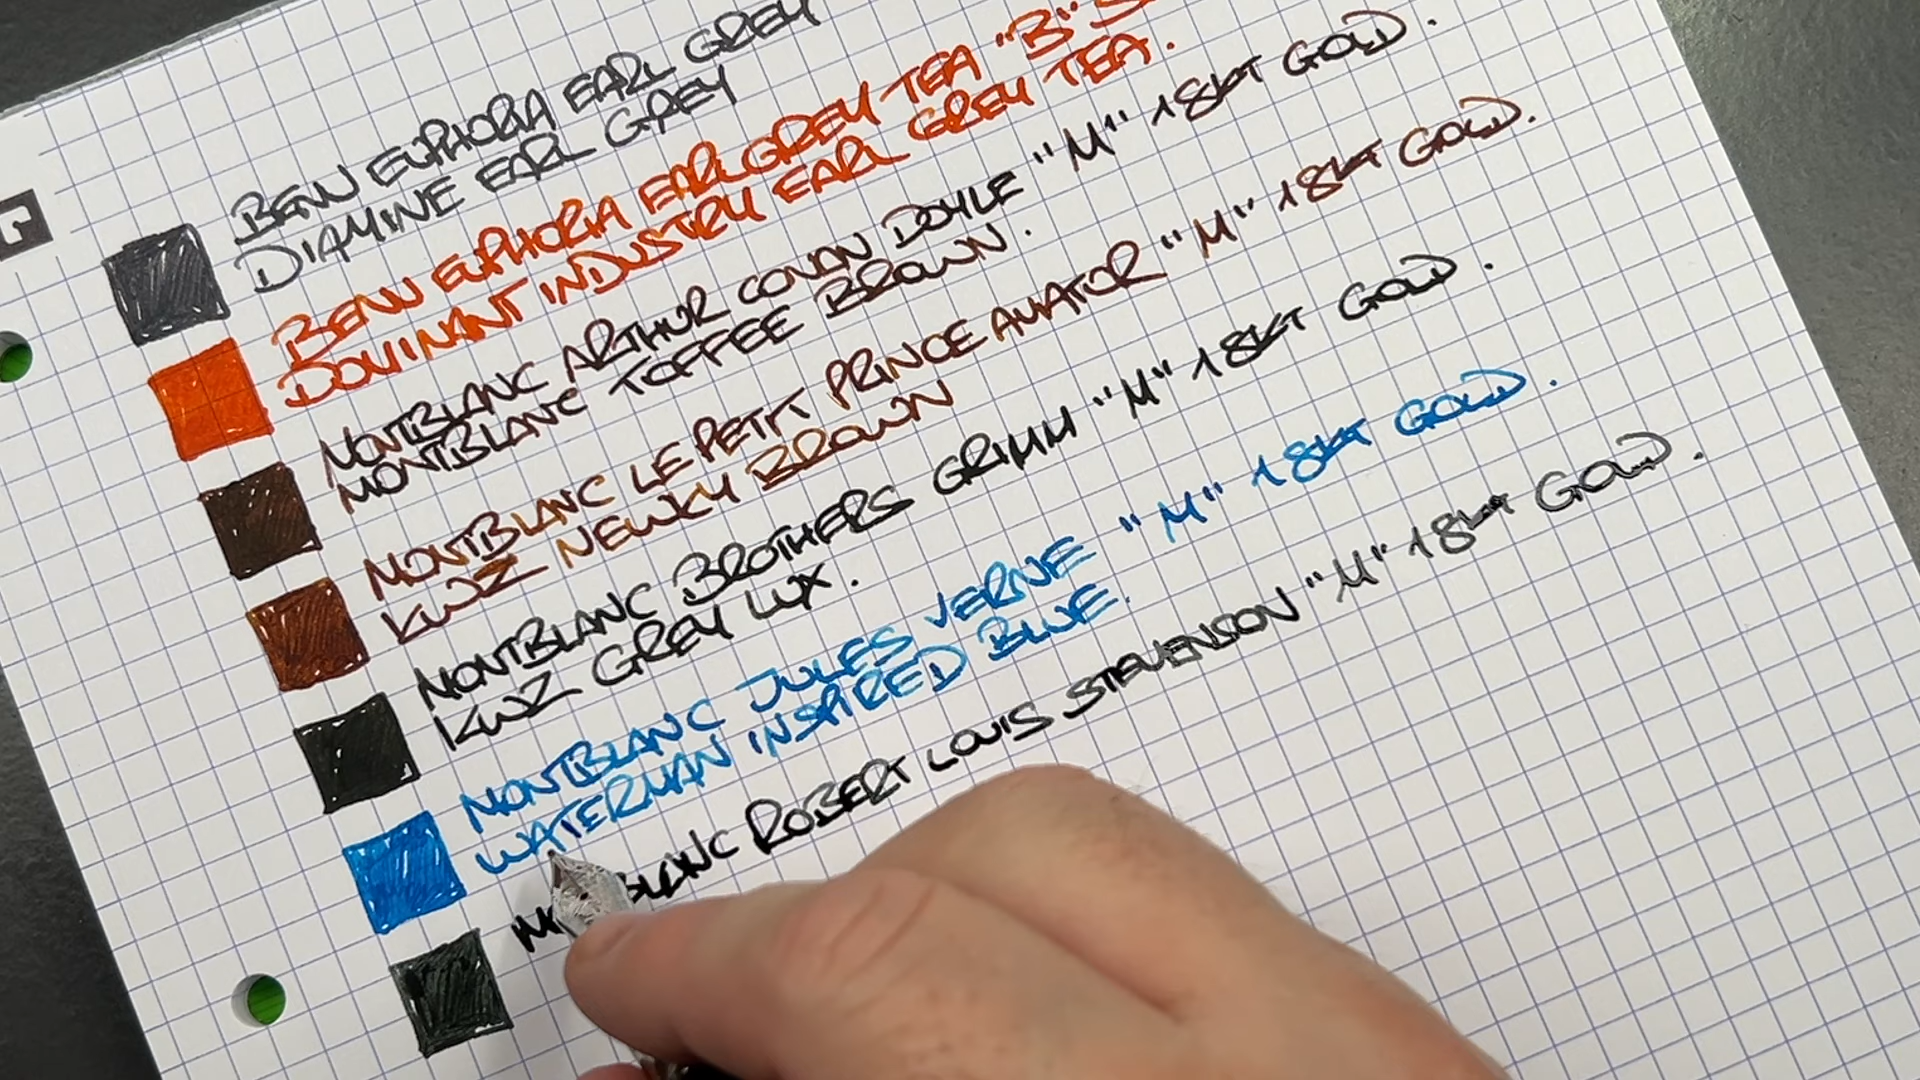 BENU EUPHORIA EARL GREY
DIAMINE EARL GREY
BENU EUPHORIA EARL GREY TEA "B"
DOMINANT INDUSTRY EARL GREY TEA.
MONTBLANC ARTHUR CONAN DOYLE "M" 18KT GOLD.
MONTBLANC TOFFEE BROWN.
MONTBLANC LE PETIT PRINCE AVIATOR "M" 18KT GOLD.
KWZ NEWKY BROWN
MONTBLANC BROTHERS GRIMM "M" 18KT GOLD.
KWZ GREY LUX.
MONTBLANC JULES VERNE "M" 18KT GOLD.
WATERMAN INSPIRED BLUE.
BLANC ROBERT LOUIS STEVENSON "M" 18KT GOLD.